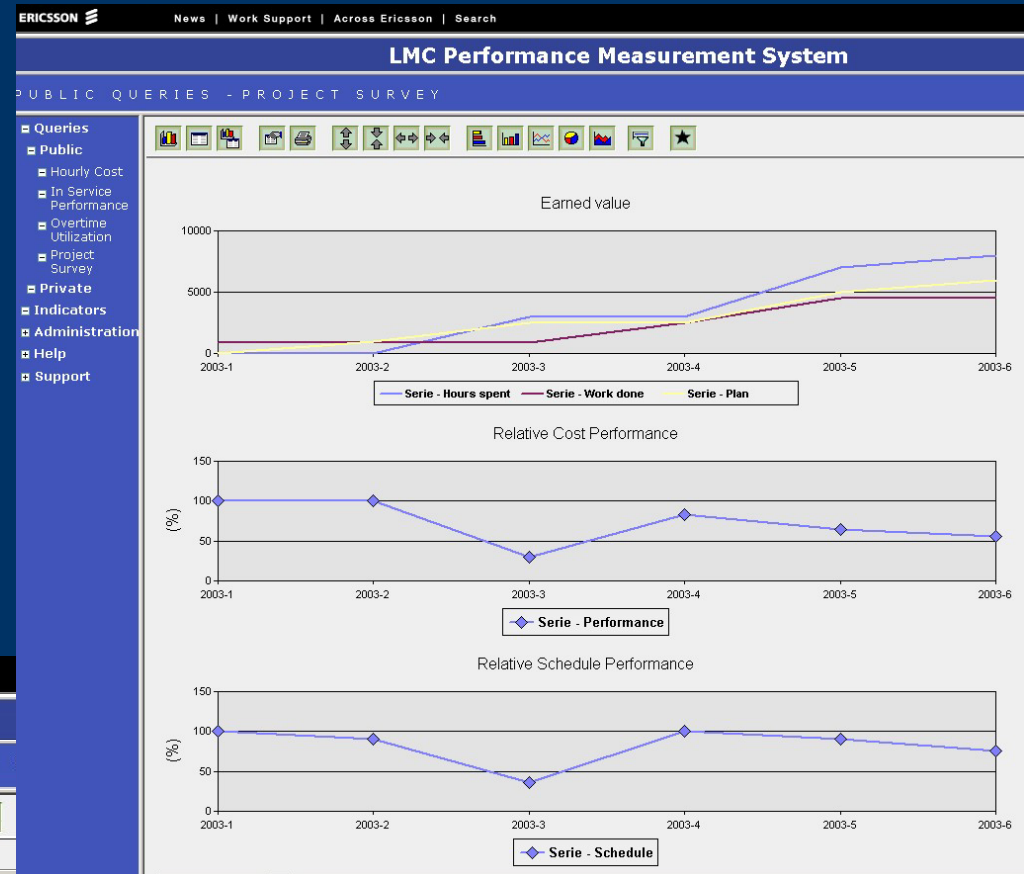 ERICSSON
News | Work Support | Across Ericsson | Search
LMC Performance Measurement System
PUBLIC QUERIES - PROJECT SURVEY
Queries
Public
Hourly Cost
In Service
Performance
Overtime
Utilization
Project
Survey
Private
Indicators
Administration
Help
Support
Earned value
10000
5000
0
2003-1 2003-2 2003-3 2003-4 2003-5 2003-6
Serie - Hours spent Serie - Work done Serie - Plan
Relative Cost Performance
150
100
50
0
(%)
2003-1 2003-2 2003-3 2003-4 2003-5 2003-6
Serie - Performance
Relative Schedule Performance
150
100
50
0
(%)
2003-1 2003-2 2003-3 2003-4 2003-5 2003-6
Serie - Schedule